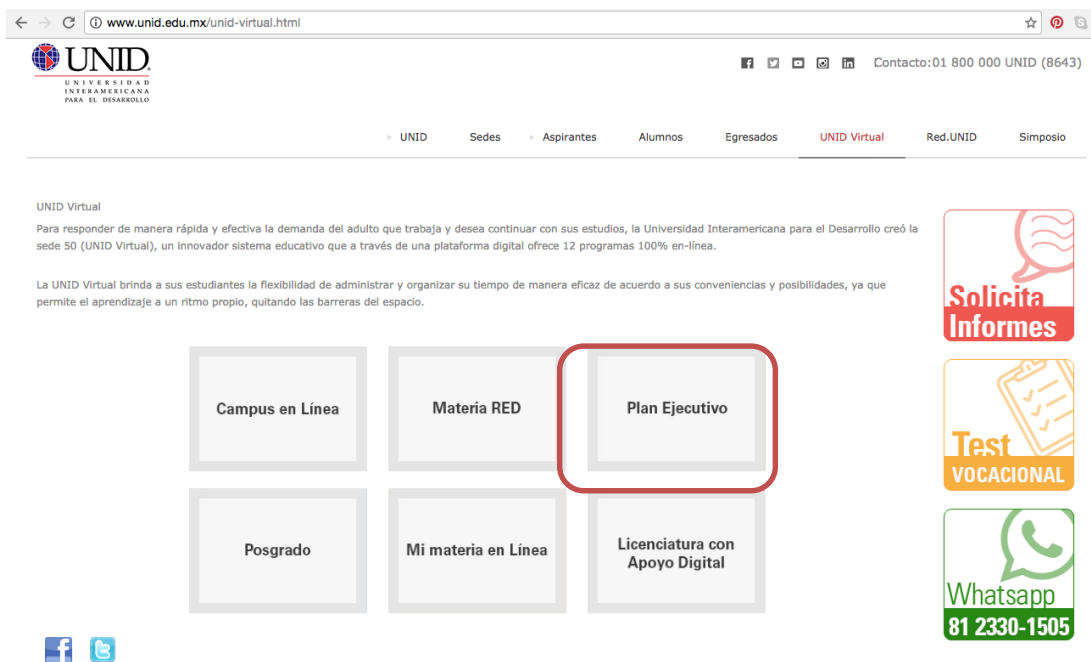 www.unid.edu.mx/unid-virtual.html
UNID
UNIVERSIDAD
INTERAMERICANA
PARA EL DESARROLLO
Contacto:01 800 000 UNID (8643)
UNID Sedes Aspirantes Alumnos Egresados UNID Virtual Red.UNID Simposio
UNID Virtual
Para responder de manera rápida y efectiva la demanda del adulto que trabaja y desea continuar con sus estudios, la Universidad Interamericana para el Desarrollo creó la
sede 50 (UNID Virtual), un innovador sistema educativo que a través de una plataforma digital ofrece 12 programas 100% en-línea.
La UNID Virtual brinda a sus estudiantes la flexibilidad de administrar y organizar su tiempo de manera eficaz de acuerdo a sus conveniencias y posibilidades, ya que
permite el aprendizaje a un ritmo propio, quitando las barreras del espacio.
Campus en Línea
Materia RED
Plan Ejecutivo
Posgrado
Mi materia en Línea
Licenciatura con
Apoyo Digital
Solicita
Informes
Test
VOCACIONAL
Whatsapp
81 2330-1505